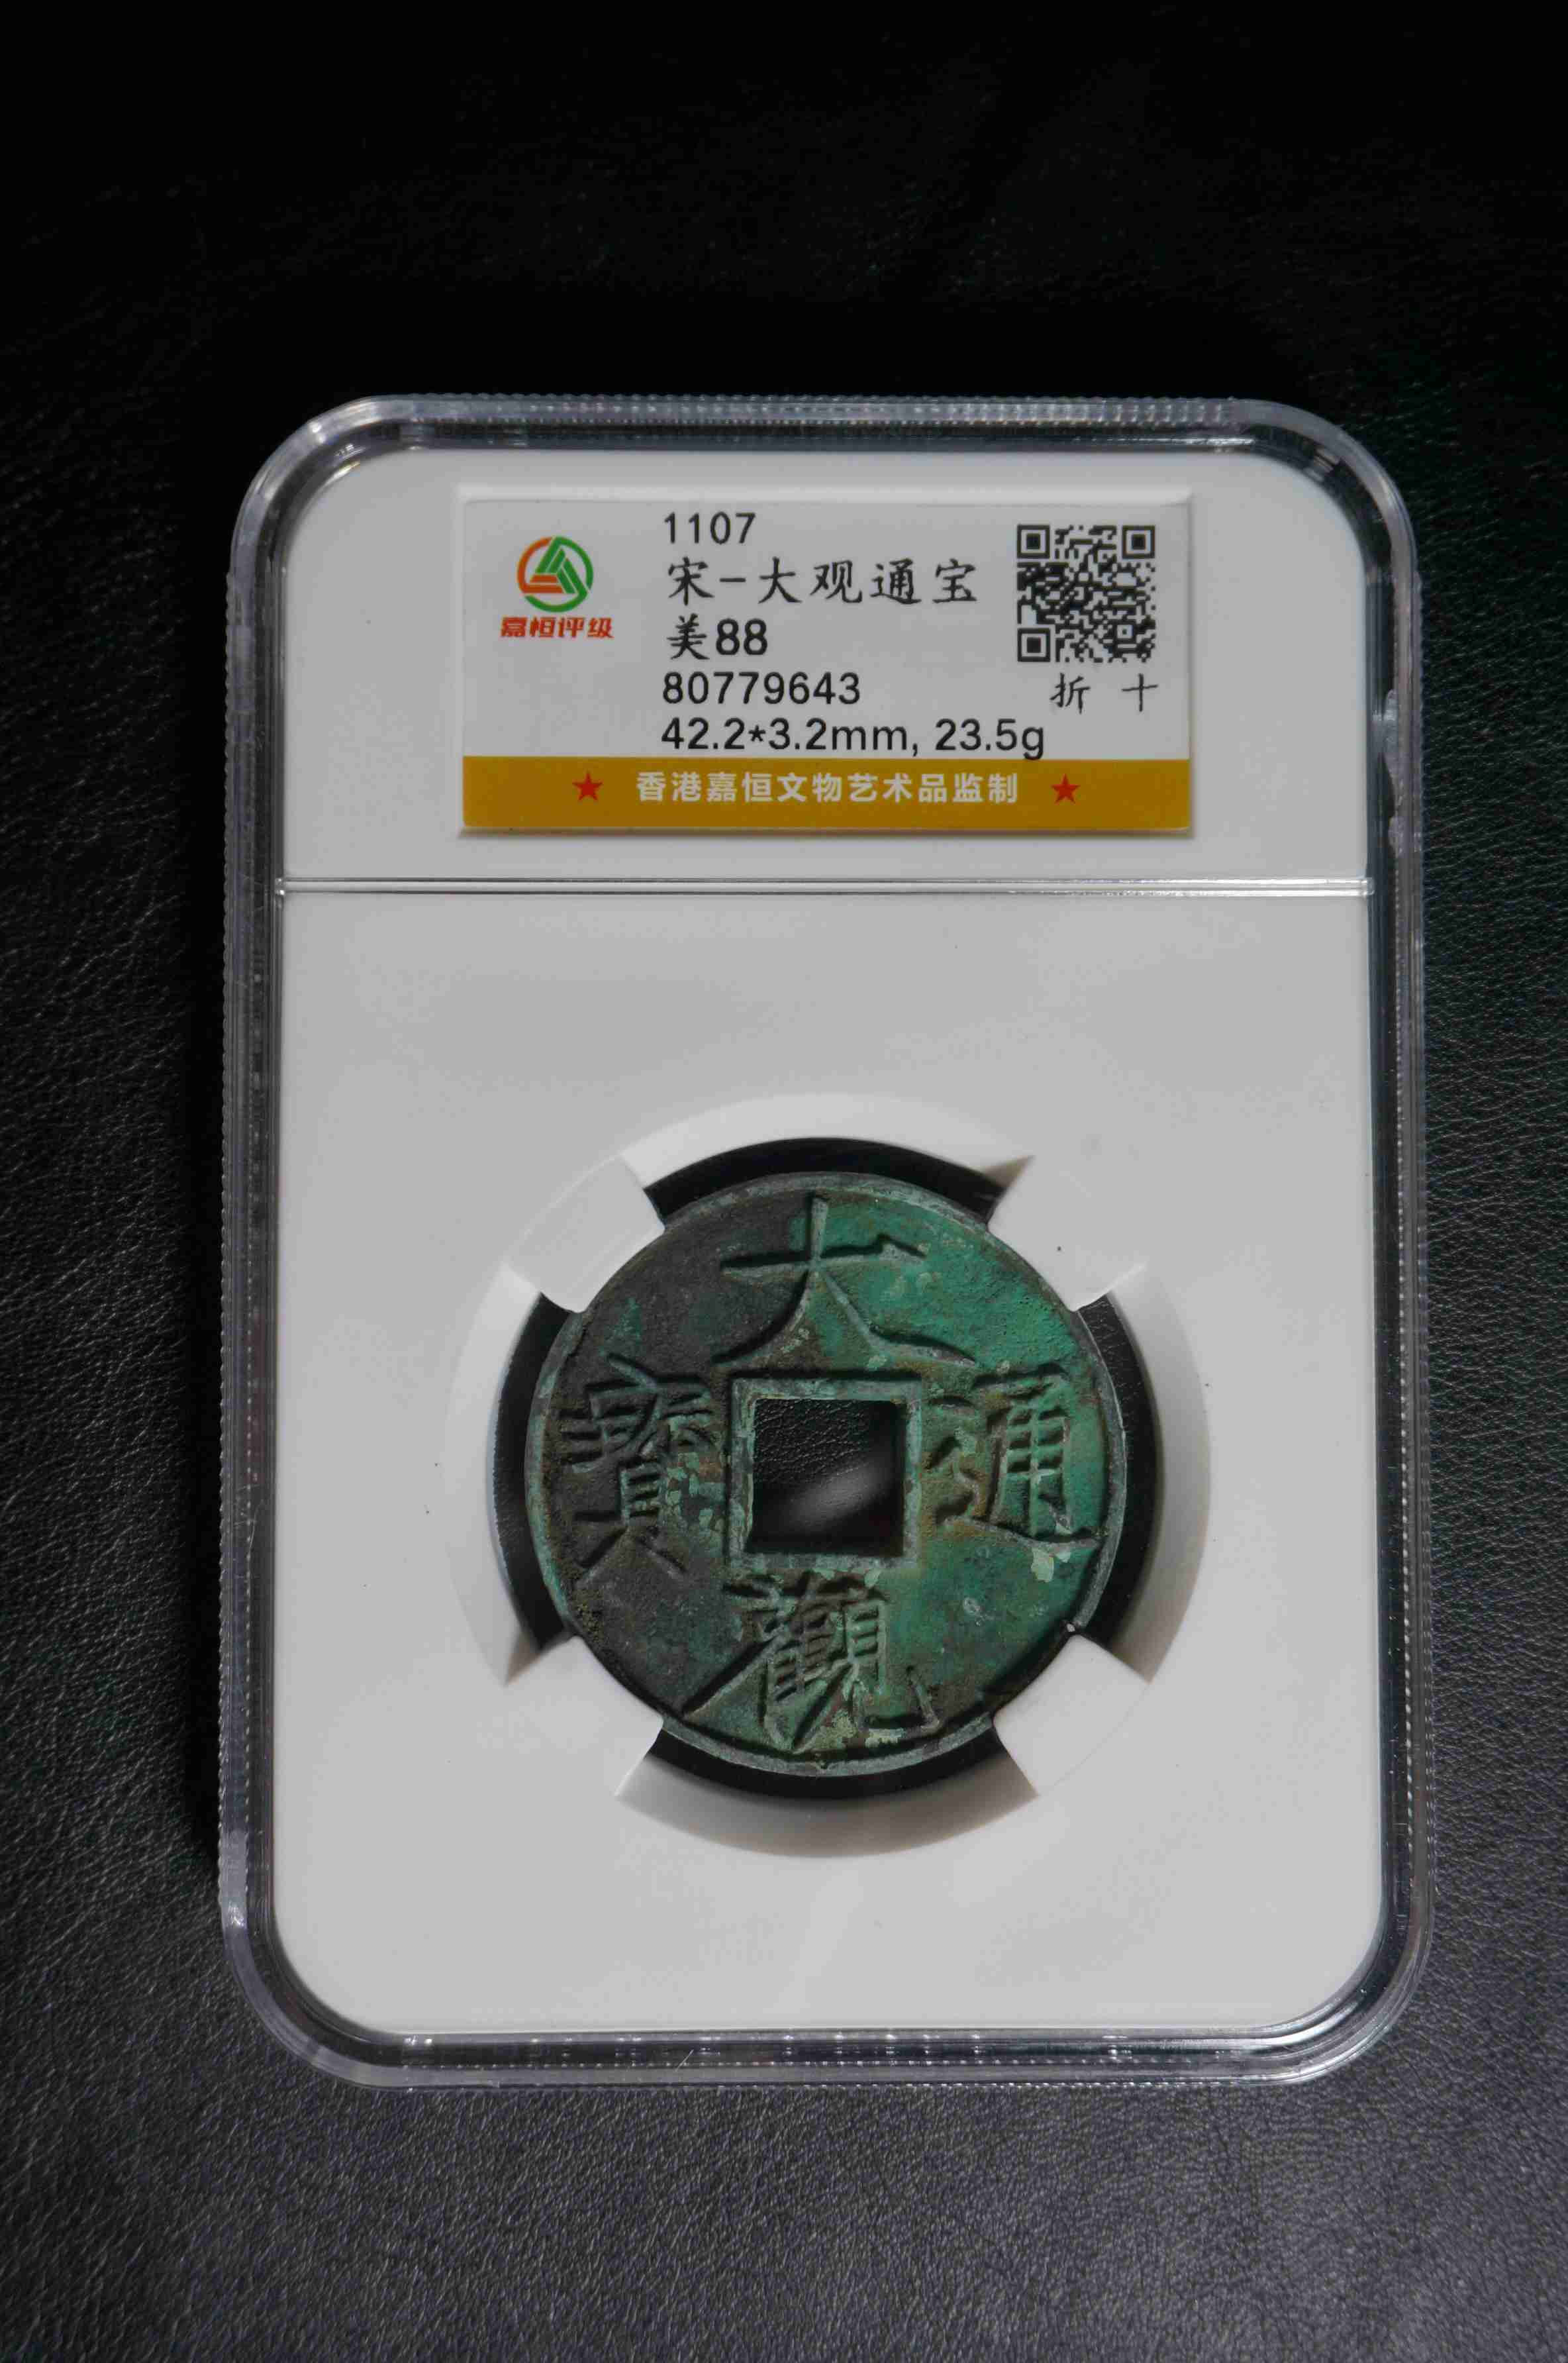 1107
宋-大观通宝
美88
80779643
42.2*3.2mm, 23.5g
嘉恒评级
折十
★ 香港嘉恒文物艺术品监制 ★
大觀通寶